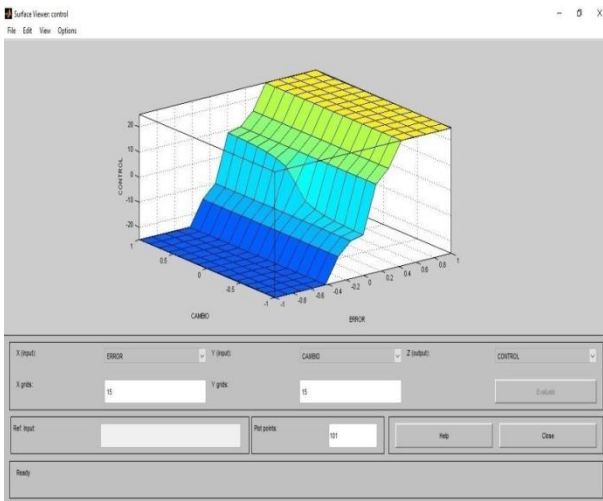 Surface Viewer: control
File Edit View Options
CONTROL
20
10
0
-10
-20
1
0.5
0
-0.5
-1
CAMBIO
-1 -0.8 -0.6 -0.4 -0.2 0 0.2 0.4 0.6 0.8 1
ERROR
X (input): ERROR Y (input): CAMBIO Z (output): CONTROL
X grids: 15 Y grids: 15 Evaluate
Ref. Input: Plot points: 101 Help Close
Ready